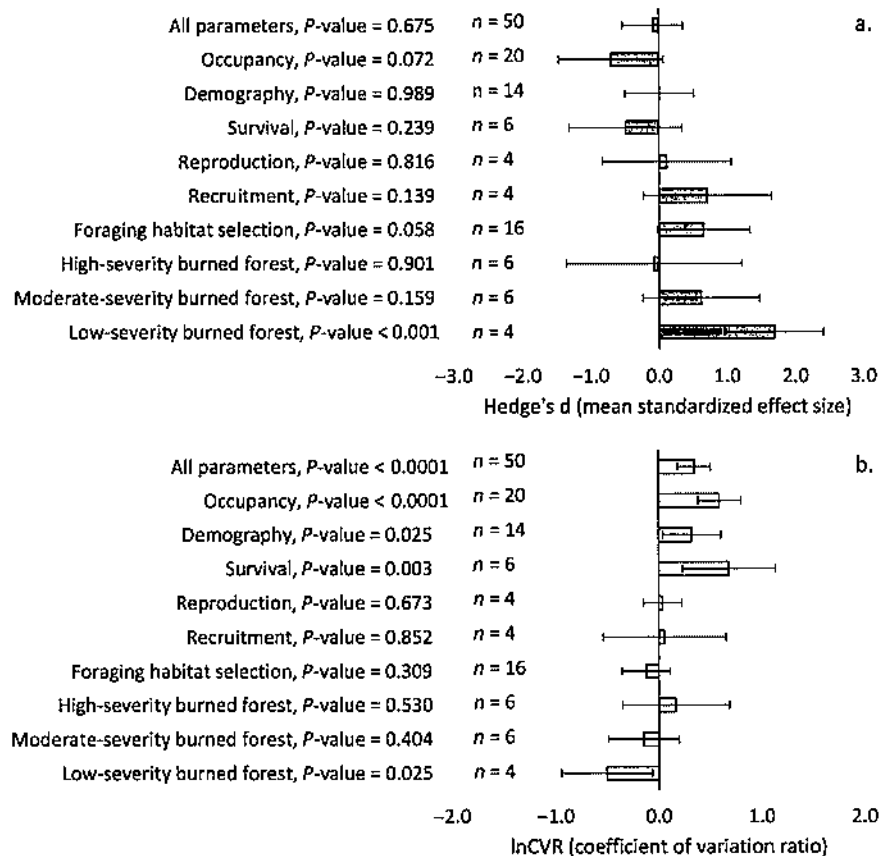 All parameters, P-value = 0.675 n = 50 a.
Occupancy, P-value = 0.072 n = 20
Demography, P-value = 0.989 n = 14
Survival, P-value = 0.239 n = 6
Reproduction, P-value = 0.816 n = 4
Recruitment, P-value = 0.139 n = 4
Foraging habitat selection, P-value = 0.058 n = 16
High-severity burned forest, P-value = 0.901 n = 6
Moderate-severity burned forest, P-value = 0.159 n = 6
Low-severity burned forest, P-value < 0.001 n = 4
−3.0 −2.0 −1.0 0.0 1.0 2.0 3.0
Hedge's d (mean standardized effect size)
b.
All parameters, P-value < 0.0001 n = 50
Occupancy, P-value < 0.0001 n = 20
Demography, P-value = 0.025 n = 14
Survival, P-value = 0.003 n = 6
Reproduction, P-value = 0.673 n = 4
Recruitment, P-value = 0.852 n = 4
Foraging habitat selection, P-value = 0.309 n = 16
High-severity burned forest, P-value = 0.530 n = 6
Moderate-severity burned forest, P-value = 0.404 n = 6
Low-severity burned forest, P-value = 0.025 n = 4
−2.0 −1.0 0.0 1.0 2.0
lnCVR (coefficient of variation ratio)